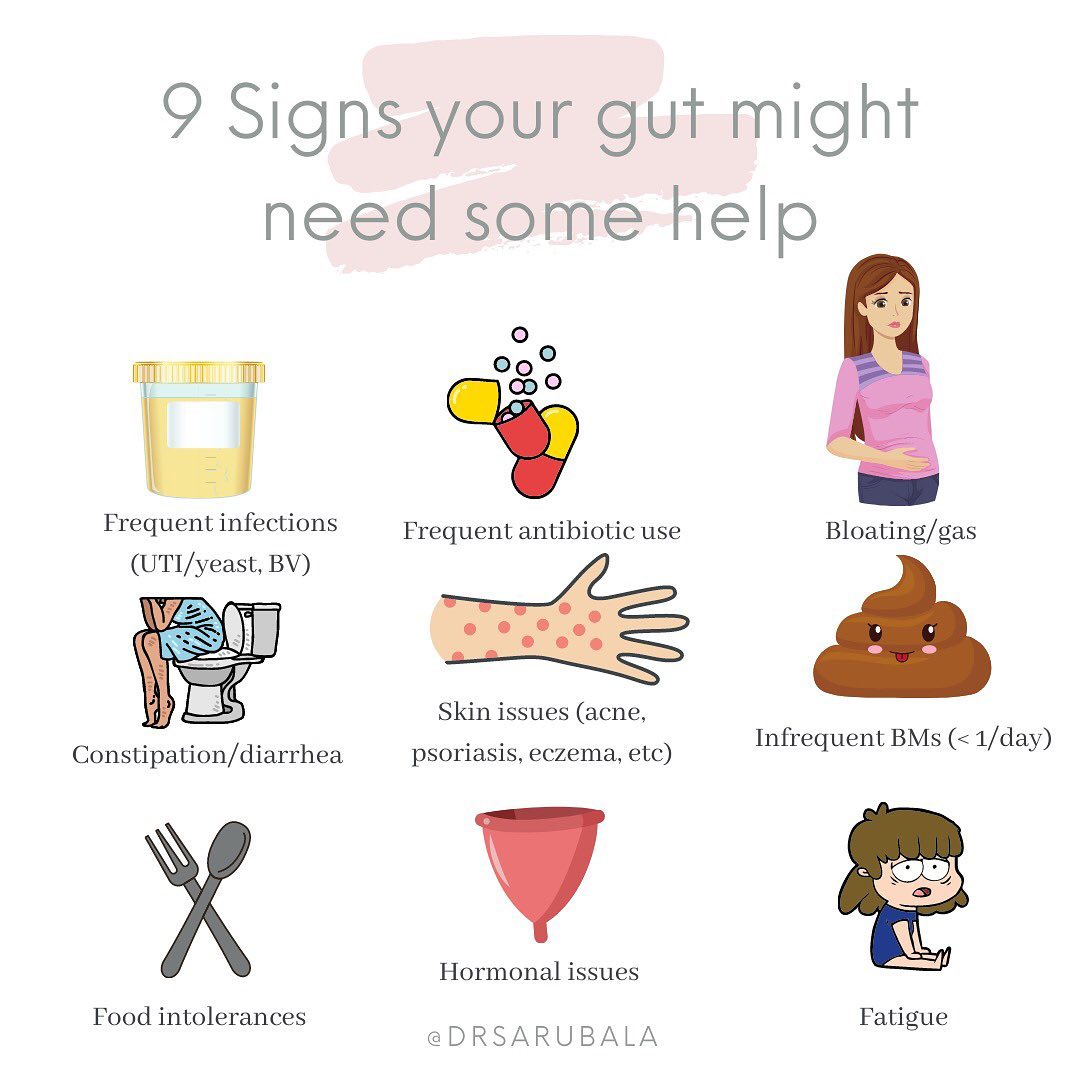 9 Signs your gut might
need some help
Frequent infections
(UTI/yeast, BV)
Frequent antibiotic use
Bloating/gas
Constipation/diarrhea
Skin issues (acne,
psoriasis, eczema, etc)
Infrequent BMs (< 1/day)
Food intolerances
Hormonal issues
Fatigue
@DRSARUBALA